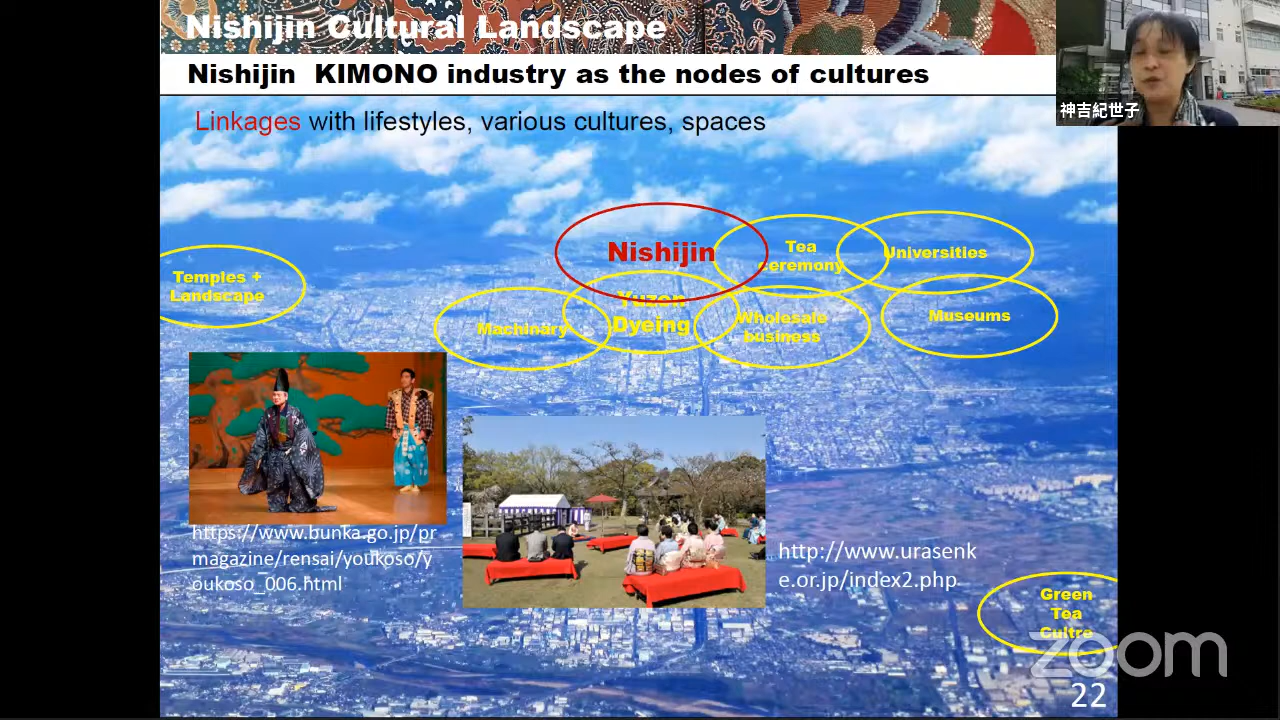 Nishijin Cultural Landscape
Nishijin KIMONO industry as the nodes of cultures
神吉紀世子
Linkages with lifestyles, various cultures, spaces
Nishijin
Tea
ceremony
Universities
Temples +
Landscape
Yuzen
Dyeing
Machinary
Wholesale
business
Museums
https://www.bunka.go.jp/pr
magazine/rensai/youkoso/y
oukoso_006.html
http://www.urasenk
e.or.jp/index2.php
Green
Tea
Cultre
zoom
22